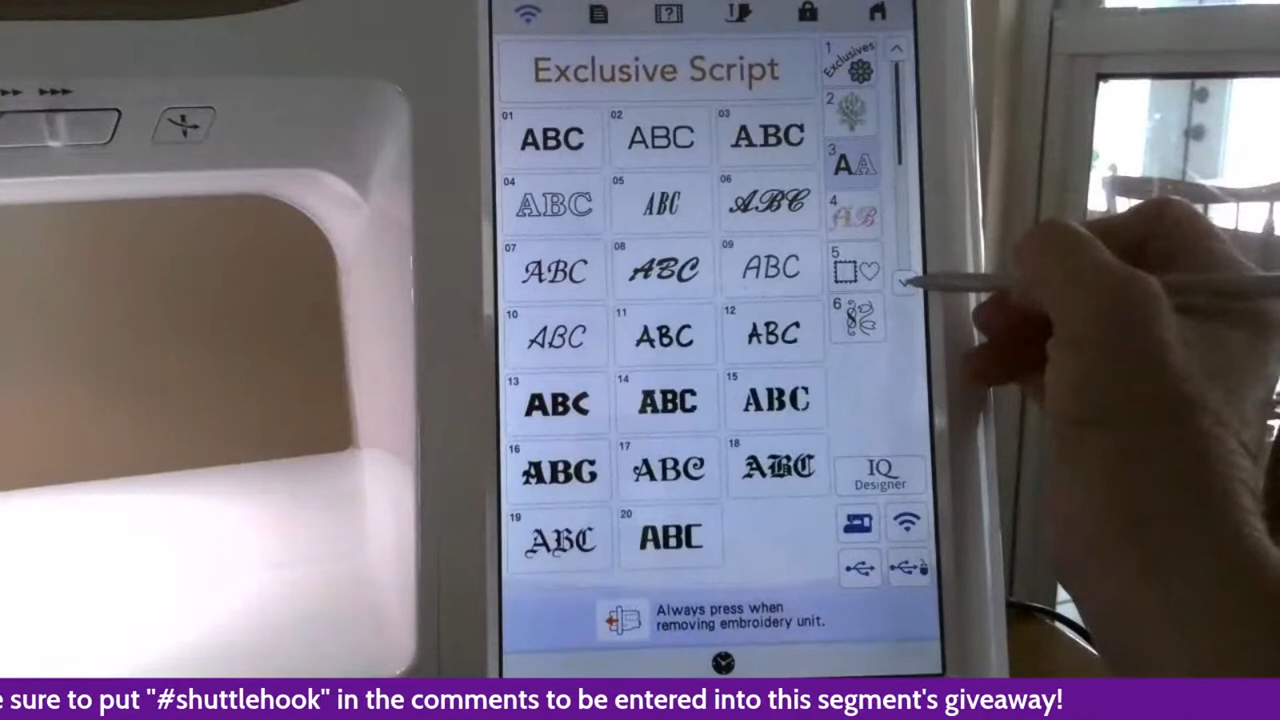 Exclusive Script
1 Exclusives
2
3 AA
4 AB
5
6
01 ABC
02 ABC
03 ABC
04 ABC
05 ABC
06 ABC
07 ABC
08 ABC
09 ABC
10 ABC
11 ABC
12 ABC
13 ABC
14 ABC
15 ABC
16 ABC
17 ABC
18 ABC
19 ABC
20 ABC
IQ
Designer
Always press when
removing embroidery unit.
sure to put "#shuttlehook" in the comments to be entered into this segment's giveaway!